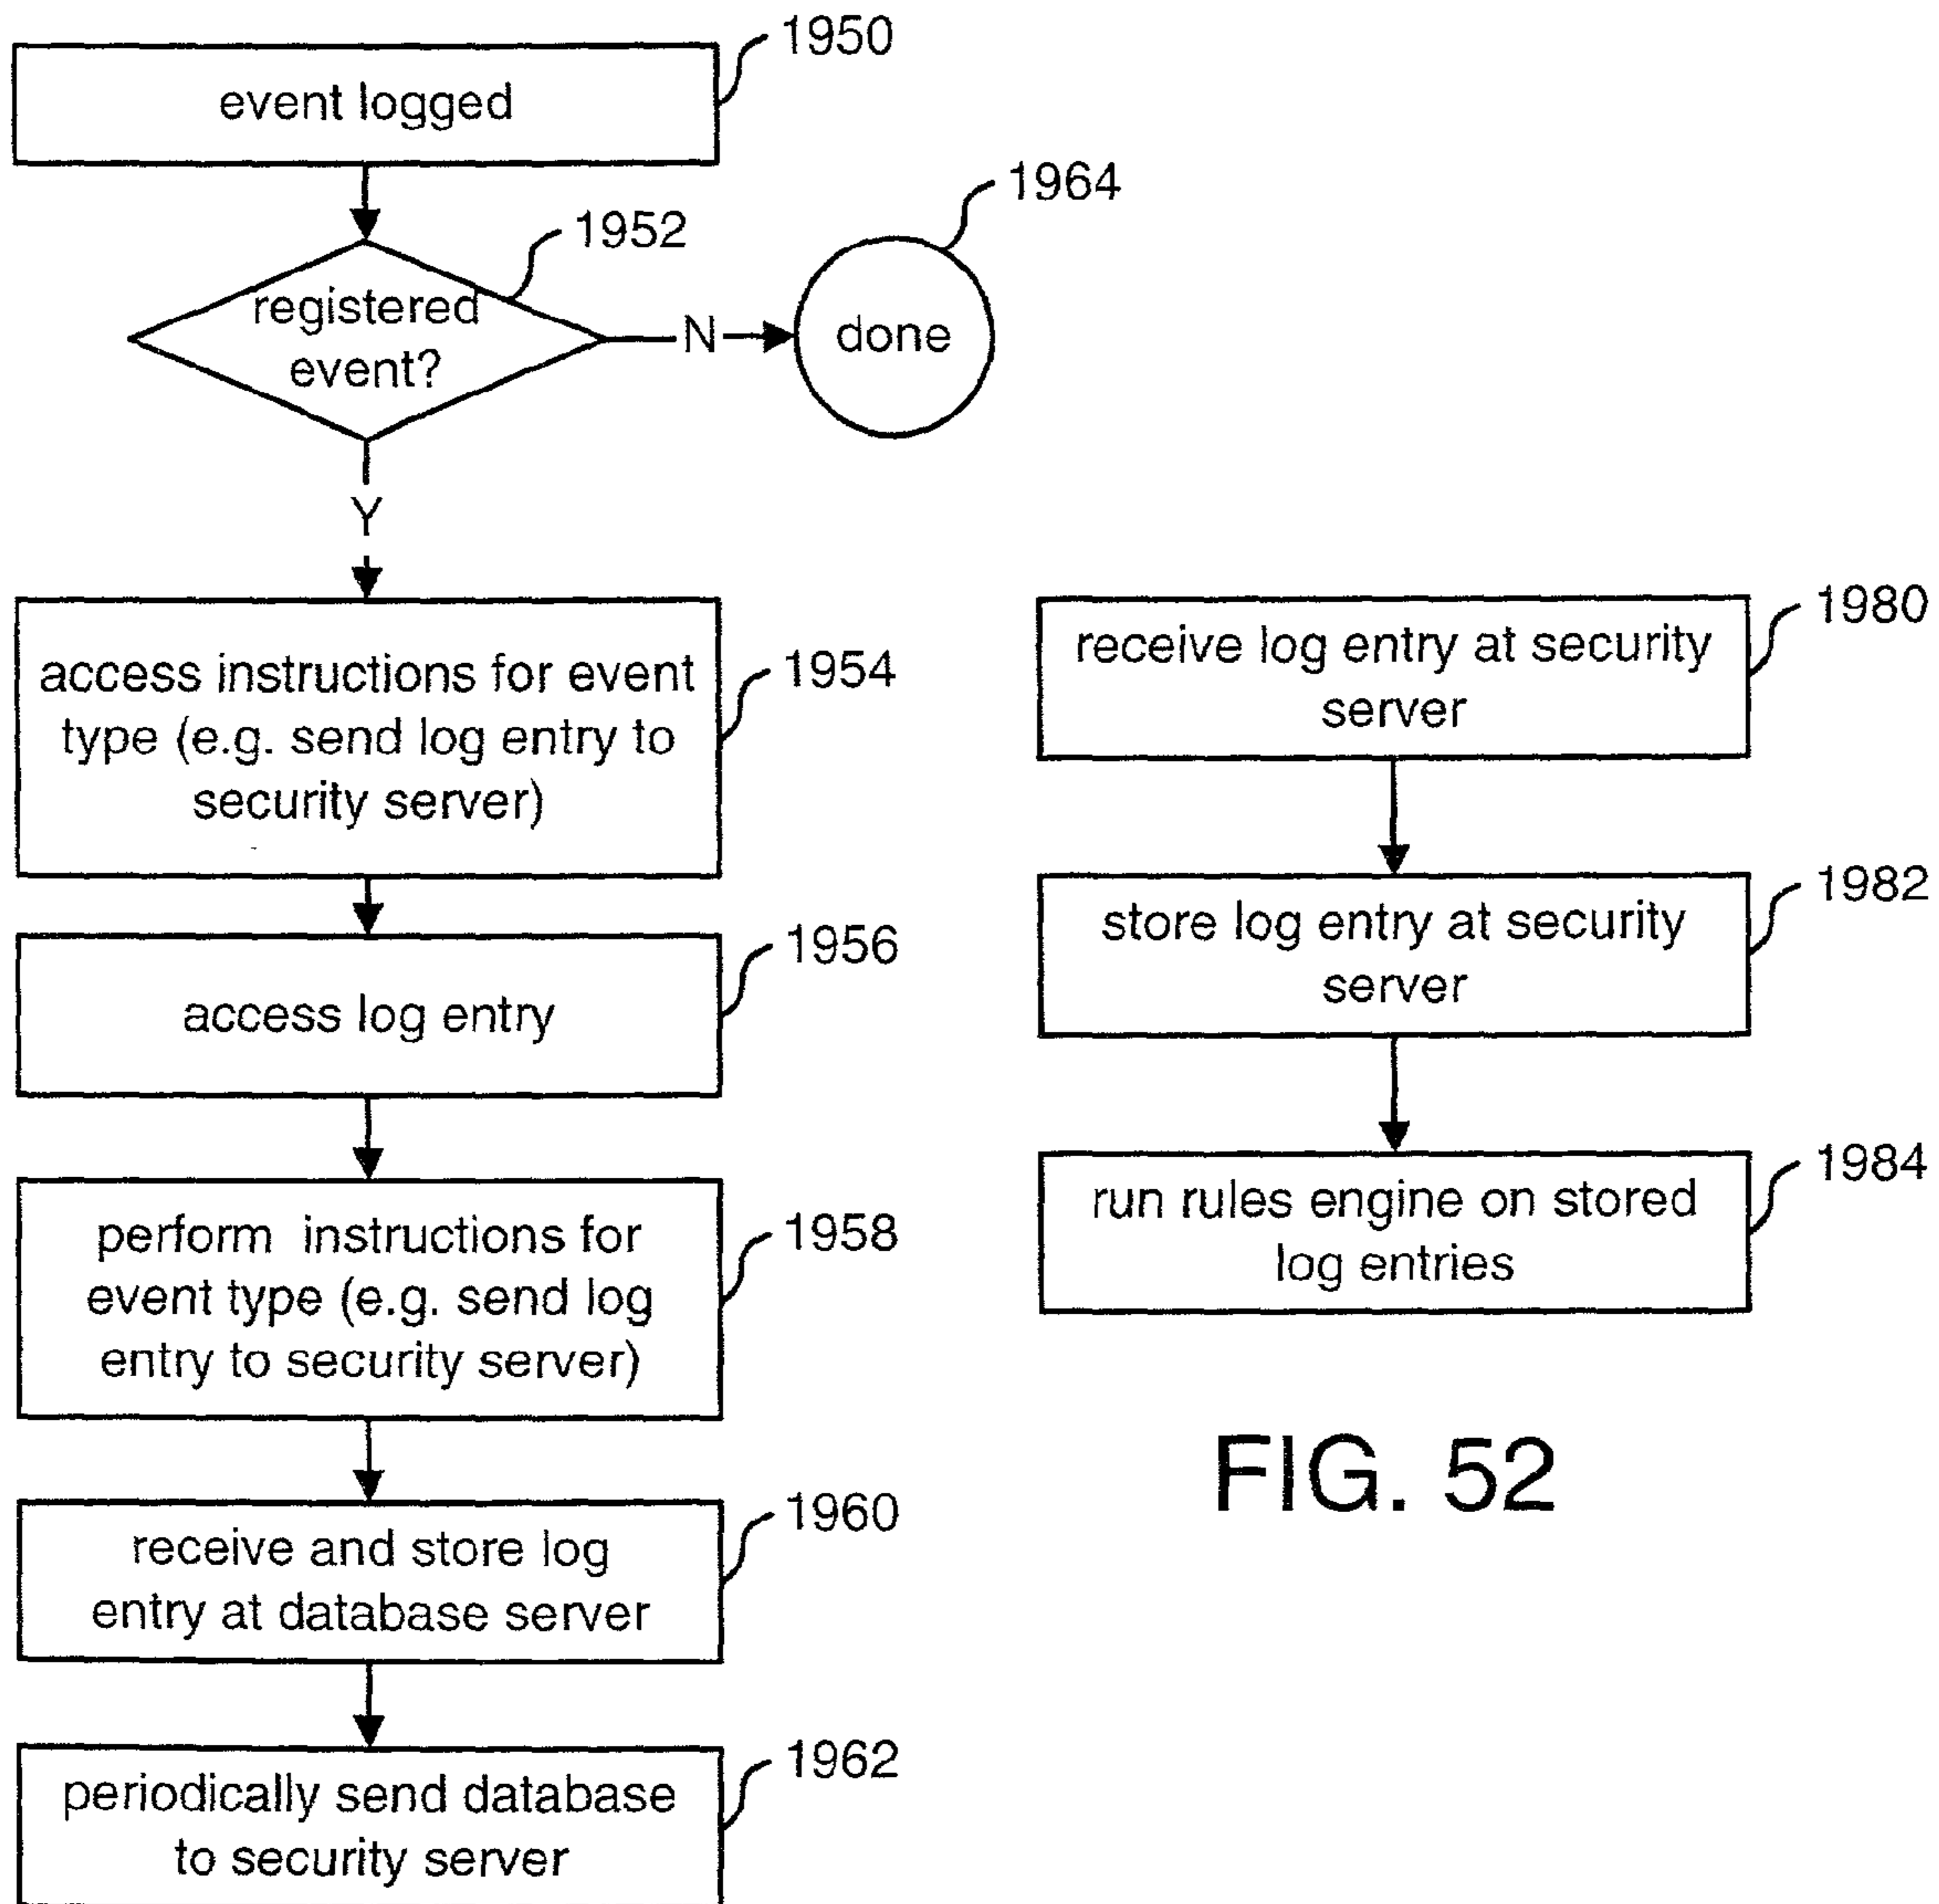 1950
event logged
1964
1952
registered
event?
N
done
Y
1954
access instructions for event
type (e.g. send log entry to
security server)
1956
access log entry
1958
perform instructions for
event type (e.g. send log
entry to security server)
1960
receive and store log
entry at database server
1962
periodically send database
to security server
1980
receive log entry at security
server
1982
store log entry at security
server
1984
run rules engine on stored
log entries
FIG. 52